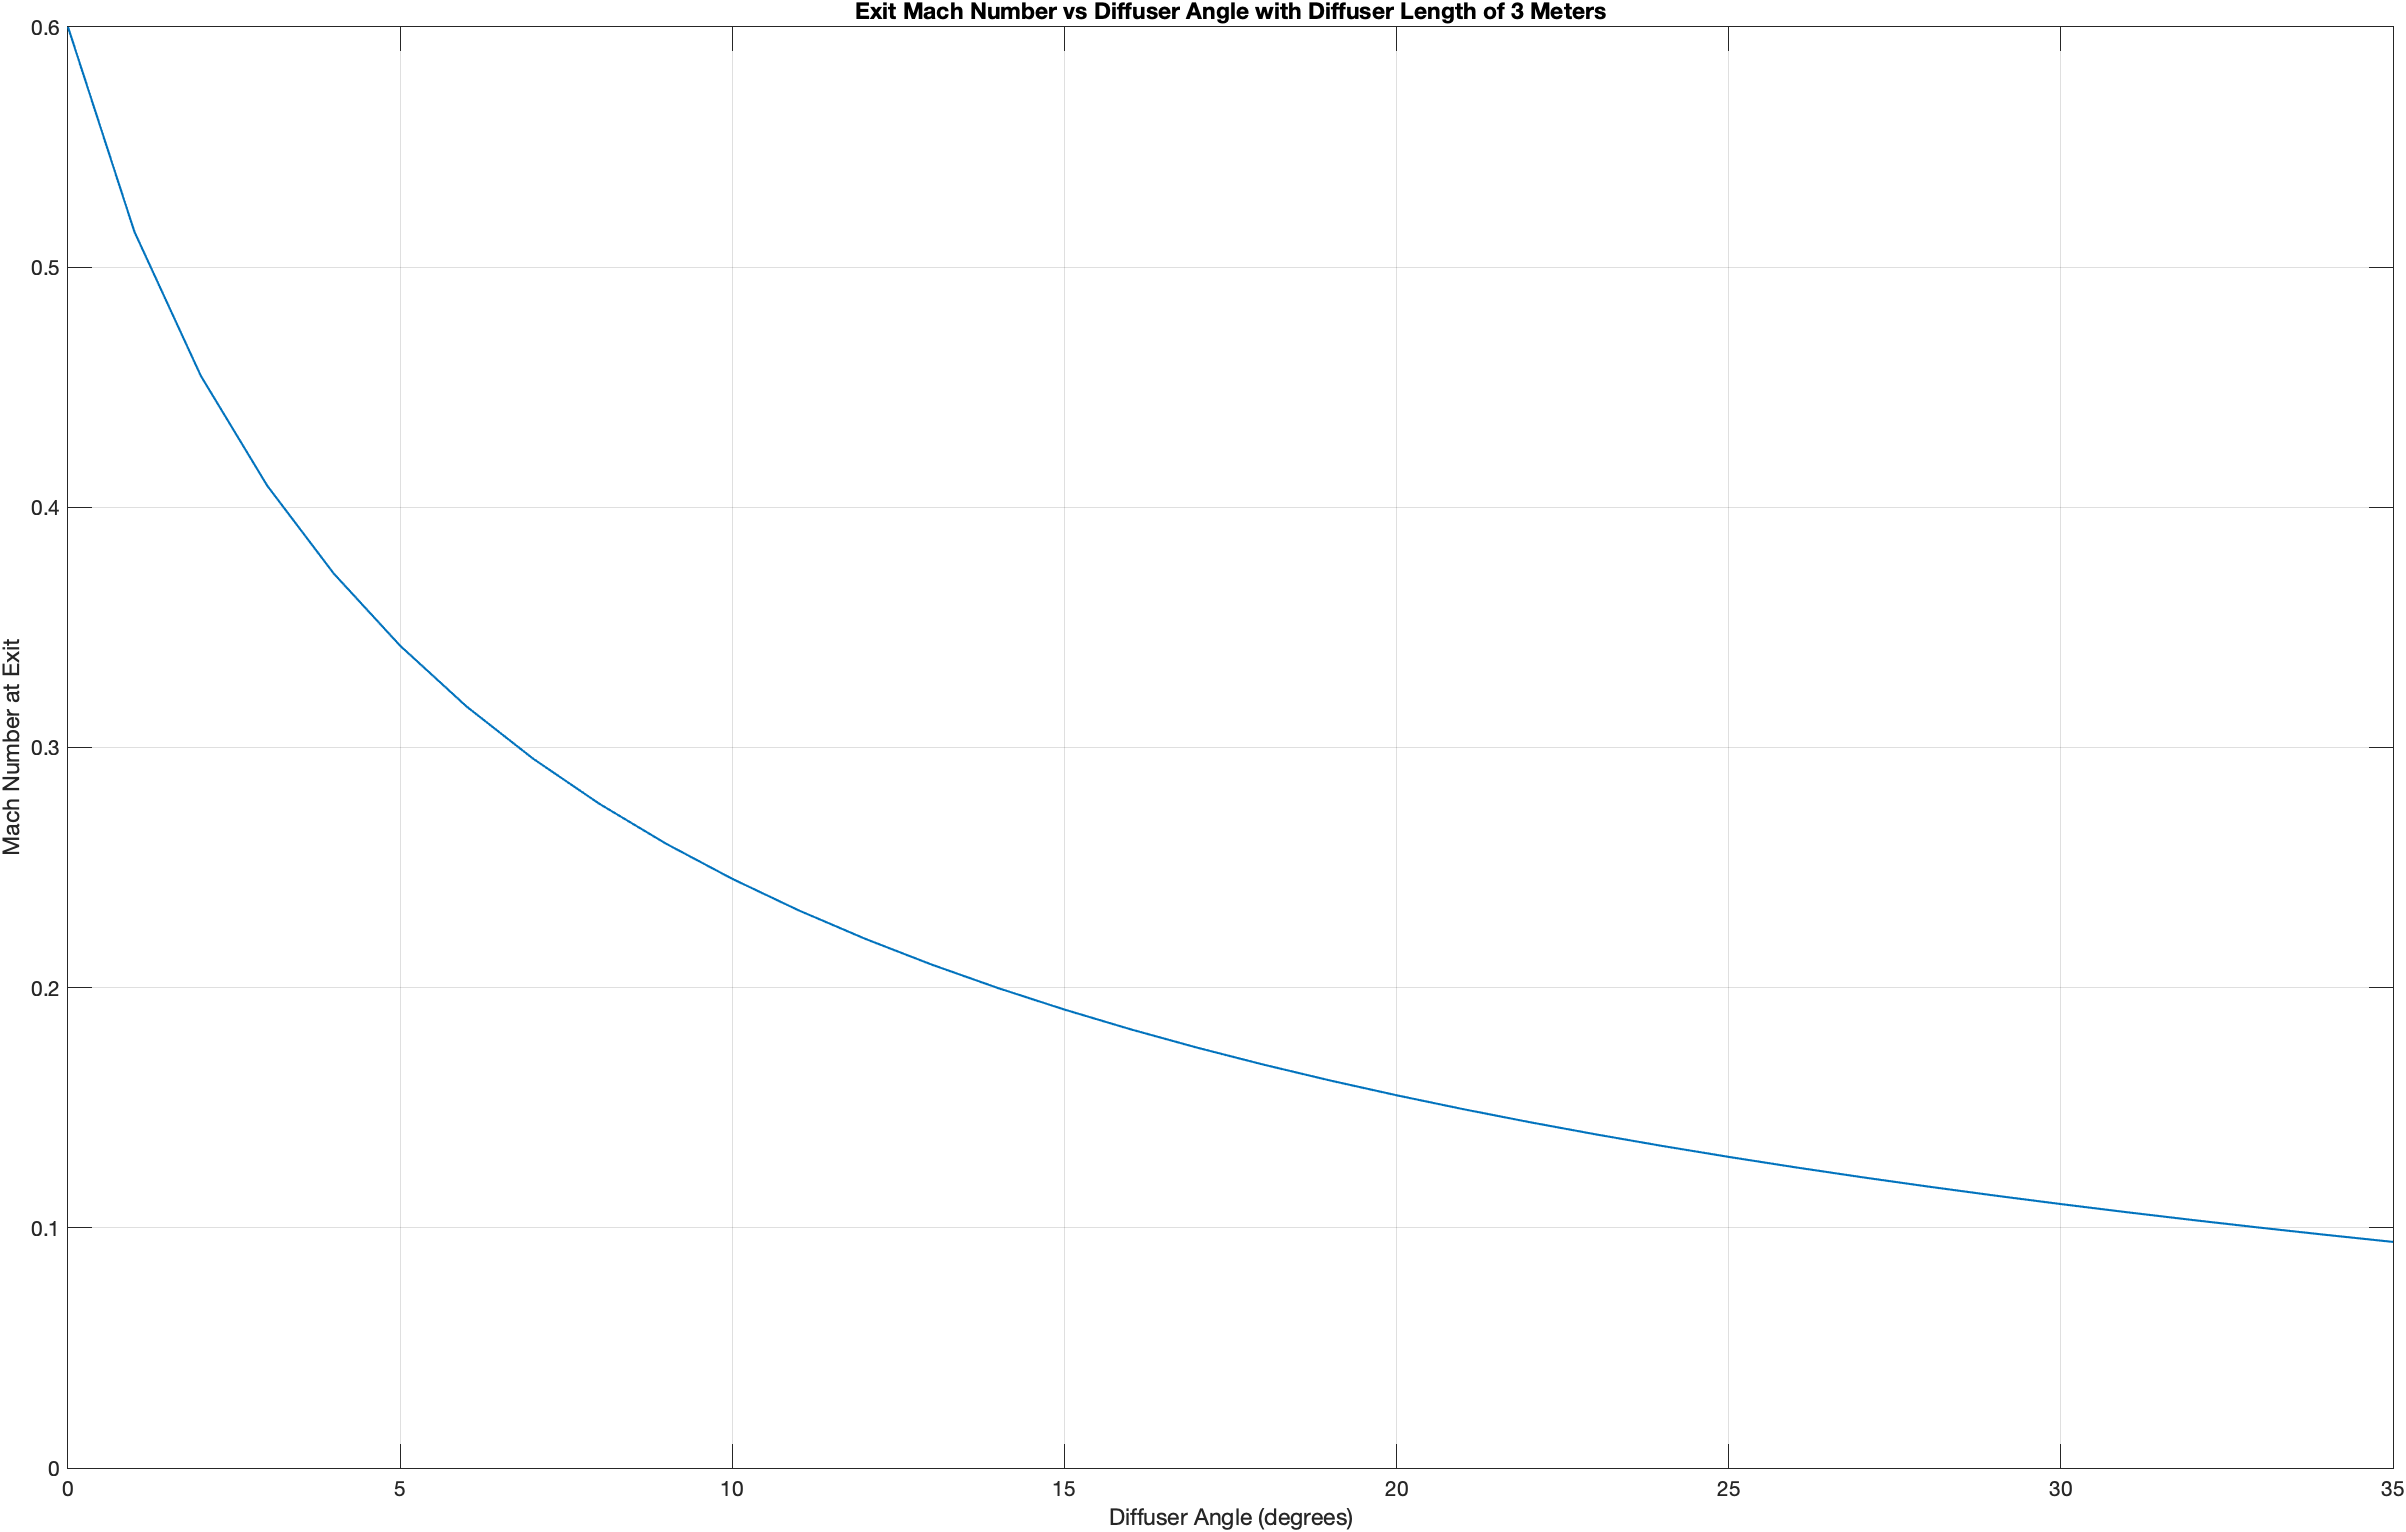 Exit Mach Number vs Diffuser Angle with Diffuser Length of 3 Meters
0.6
0.5
0.4
0.3
0.2
0.1
0
Mach Number at Exit
0 5 10 15 20 25 30 35
Diffuser Angle (degrees)